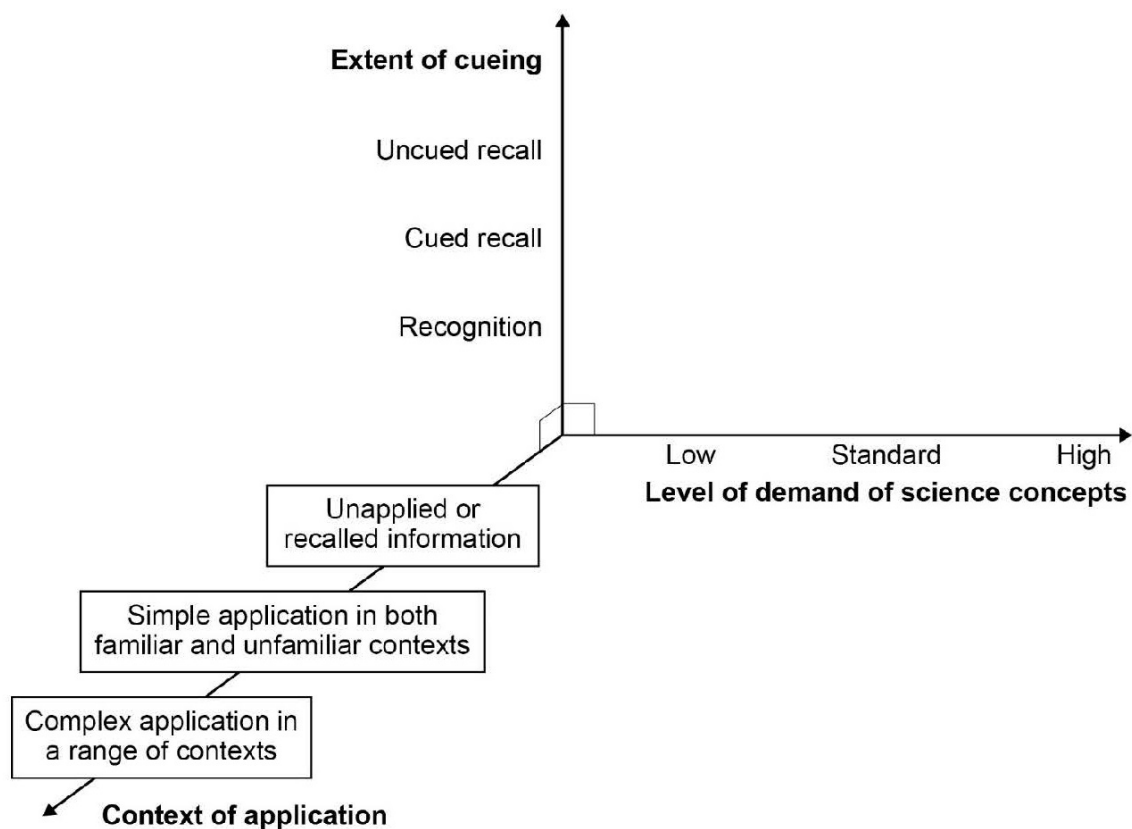 Extent of cueing
Uncued recall
Cued recall
Recognition
Low Standard High
Level of demand of science concepts
Unapplied or
recalled information
Simple application in both
familiar and unfamiliar contexts
Complex application in
a range of contexts
Context of application